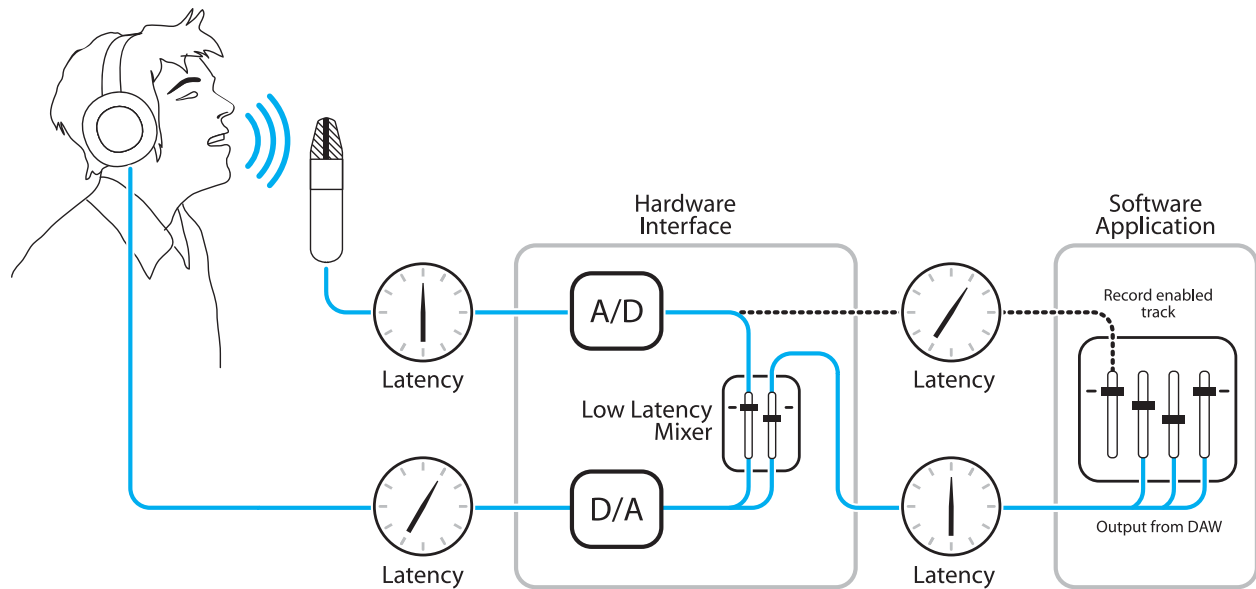 Hardware
Interface
Software
Application
A/D
Record enabled
track
Latency
Latency
Low Latency
Mixer
D/A
Output from DAW
Latency
Latency